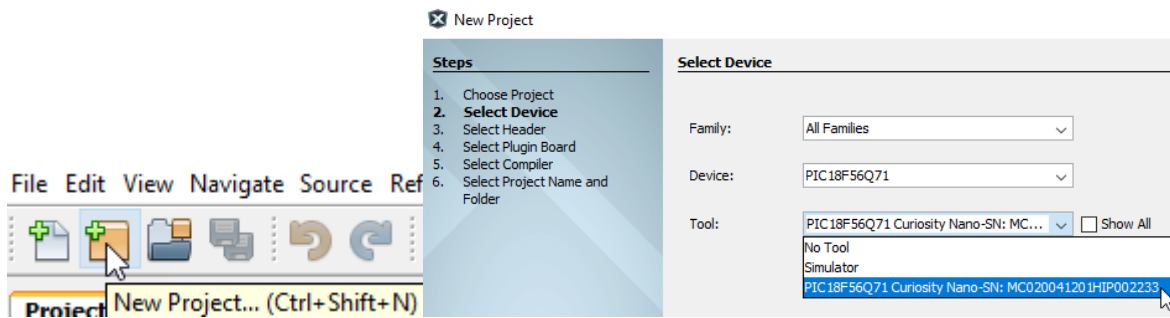 File Edit View Navigate Source Ref
Project
New Project... (Ctrl+Shift+N)
New Project
Steps
1. Choose Project
2. Select Device
3. Select Header
4. Select Plugin Board
5. Select Compiler
6. Select Project Name and
Folder
Select Device
Family: All Families
Device: PIC18F56Q71
Tool: PIC18F56Q71 Curiosity Nano-SN: MC... Show All
No Tool
Simulator
PIC18F56Q71 Curiosity Nano-SN: MC020041201HIP002233